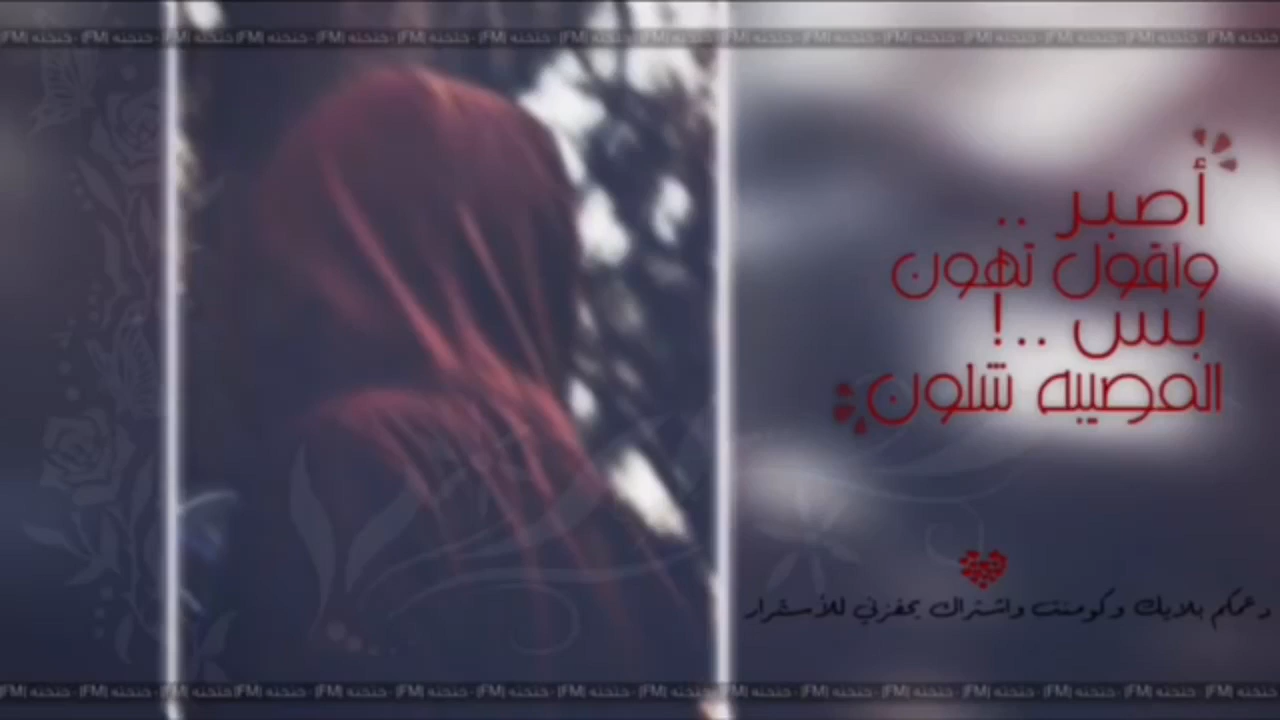 أصبر ..
واقول تهون
بس ..!
المصيبه شلون
دعمكم بلايك وكومنت واشتراك يحفزني للأستمرار